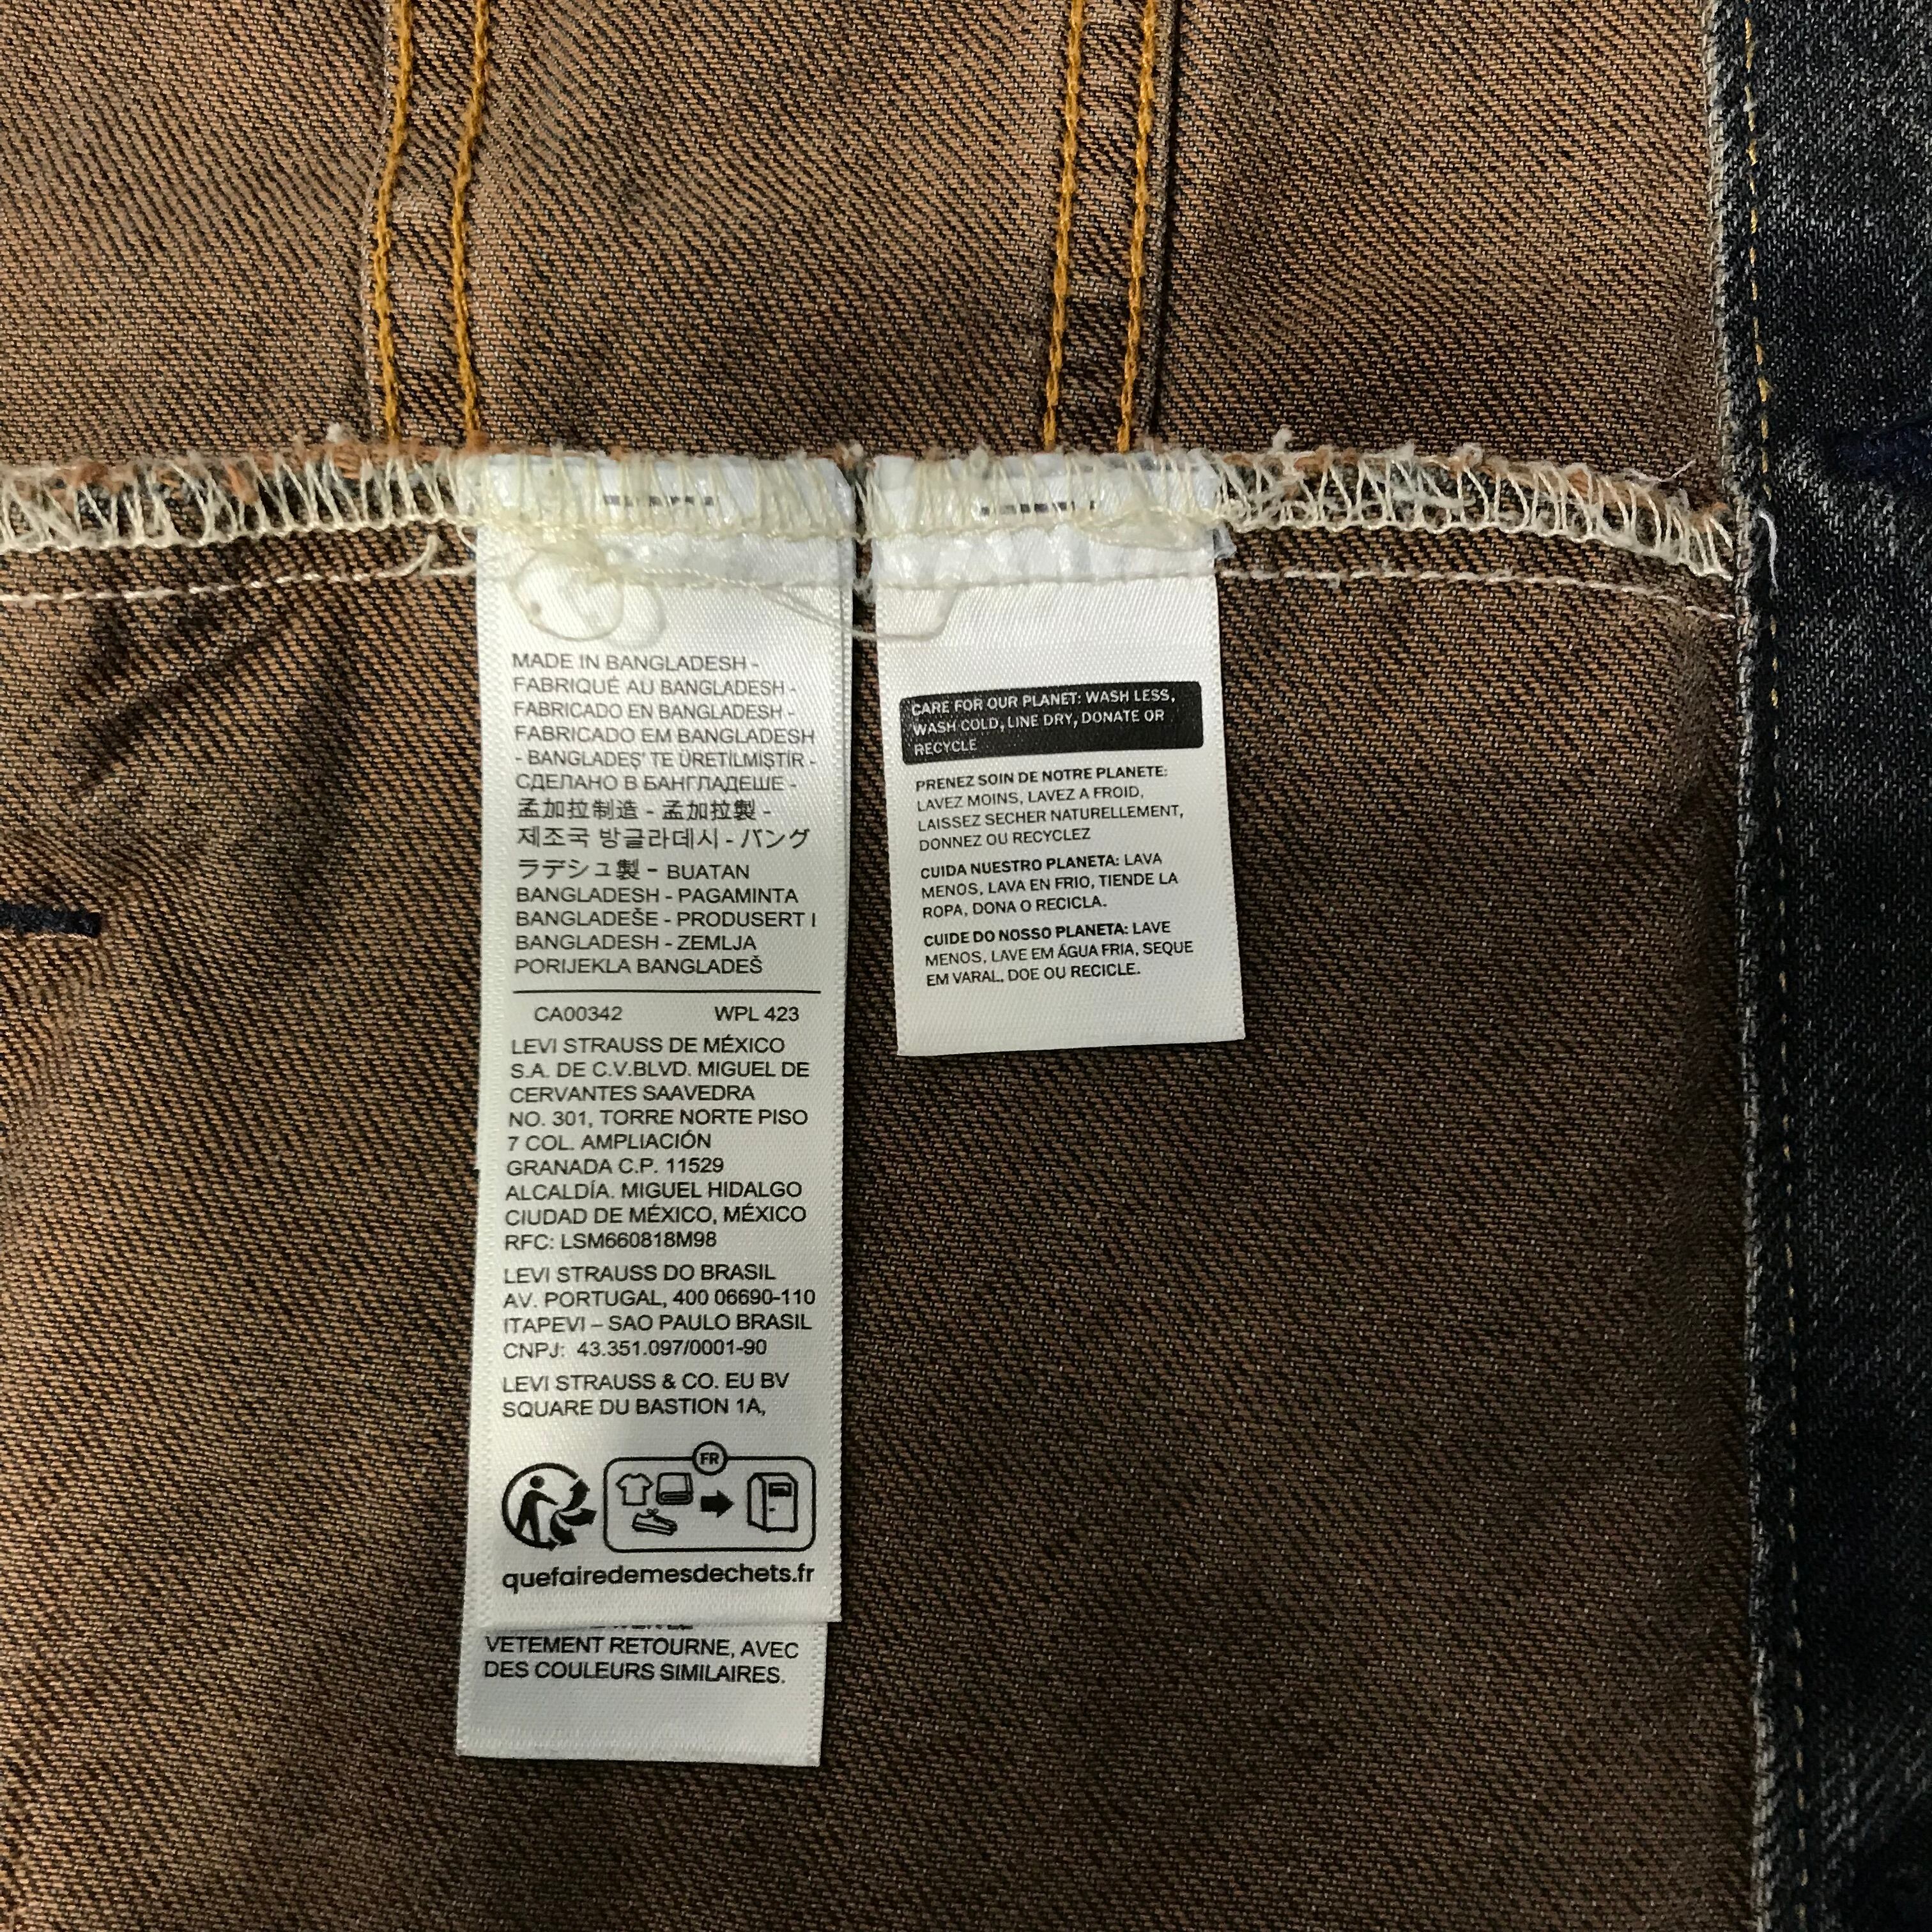 MADE IN BANGLADESH -
FABRIQUÉ AU BANGLADESH -
FABRICADO EN BANGLADESH -
FABRICADO EM BANGLADESH
- BANGLADEŞ' TE ÜRETİLMİŞTİR -
СДЕЛАНО В БАНГЛАДЕШЕ -
孟加拉制造 - 孟加拉製 -
제조국 방글라데시 - バング
ラデシュ製 - BUATAN
BANGLADESH - PAGAMINTA
BANGLADEŠE - PRODUSERT I
BANGLADESH - ZEMLJA
PORIJEKLA BANGLADEŠ
CA00342 WPL 423
LEVI STRAUSS DE MÉXICO
S.A. DE C.V.BLVD. MIGUEL DE
CERVANTES SAAVEDRA
NO. 301, TORRE NORTE PISO
7 COL. AMPLIACIÓN
GRANADA C.P. 11529
ALCALDÍA. MIGUEL HIDALGO
CIUDAD DE MÉXICO, MÉXICO
RFC: LSM660818M98
LEVI STRAUSS DO BRASIL
AV. PORTUGAL, 400 06690-110
ITAPEVI – SAO PAULO BRASIL
CNPJ: 43.351.097/0001-90
LEVI STRAUSS & CO. EU BV
SQUARE DU BASTION 1A,
FR
quefairedemesdechets.fr
VETEMENT RETOURNE, AVEC
DES COULEURS SIMILAIRES.
CARE FOR OUR PLANET: WASH LESS,
WASH COLD, LINE DRY, DONATE OR
RECYCLE
PRENEZ SOIN DE NOTRE PLANETE:
LAVEZ MOINS, LAVEZ A FROID,
LAISSEZ SECHER NATURELLEMENT,
DONNEZ OU RECYCLEZ
CUIDA NUESTRO PLANETA: LAVA
MENOS, LAVA EN FRIO, TIENDE LA
ROPA, DONA O RECICLA.
CUIDE DO NOSSO PLANETA: LAVE
MENOS, LAVE EM ÁGUA FRIA, SEQUE
EM VARAL, DOE OU RECICLE.